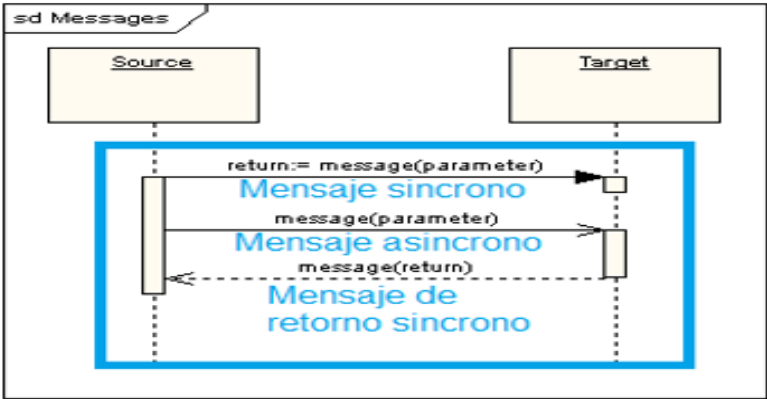 sd Messages
Source
Target
return:= message(parameter)
Mensaje sincrono
message(parameter)
Mensaje asincrono
message(return)
Mensaje de
retorno sincrono